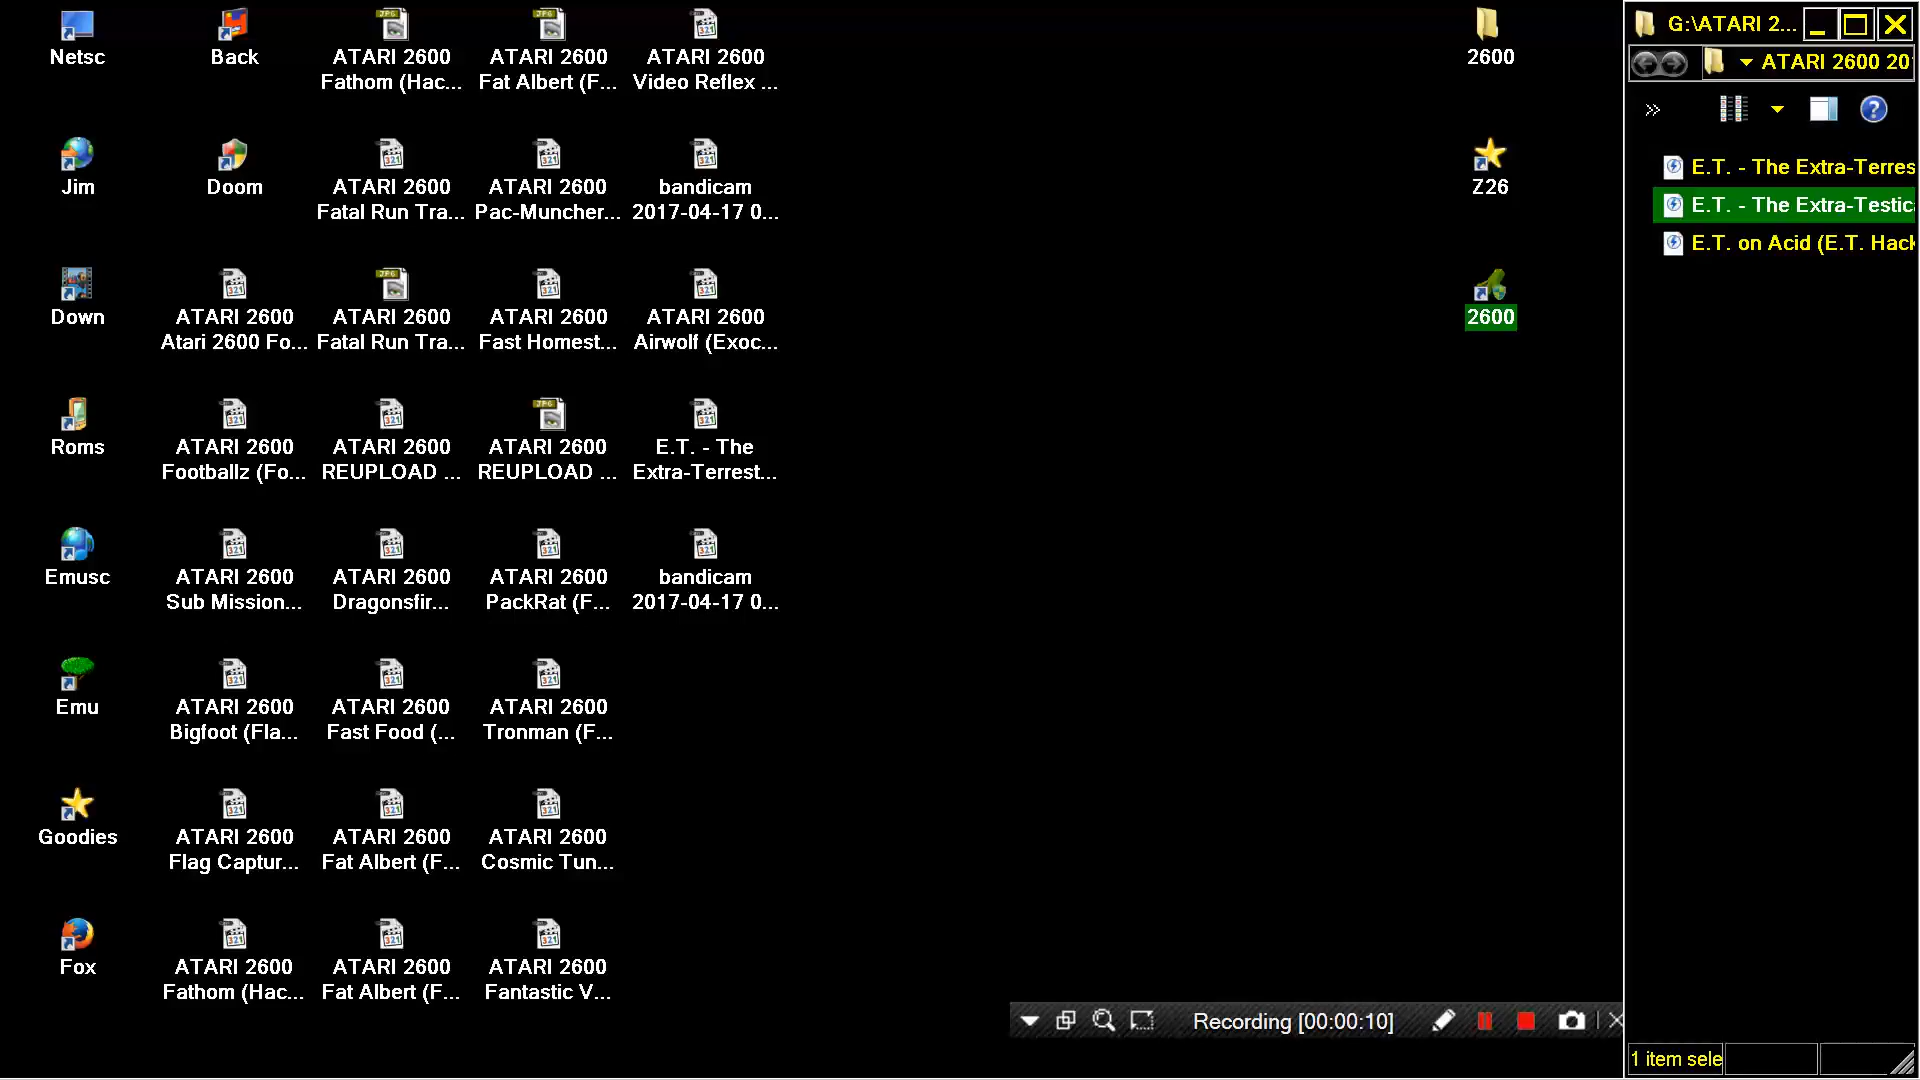 Netsc
Back
ATARI 2600
Fathom (Hac...
ATARI 2600
Fat Albert (F...
ATARI 2600
Video Reflex ...
2600
Jim
Doom
ATARI 2600
Fatal Run Tra...
ATARI 2600
Pac-Muncher...
bandicam
2017-04-17 0...
Z26
Down
ATARI 2600
Atari 2600 Fo...
ATARI 2600
Fatal Run Tra...
ATARI 2600
Fast Homest...
ATARI 2600
Airwolf (Exoc...
2600
Roms
ATARI 2600
Footballz (Fo...
ATARI 2600
REUPLOAD ...
ATARI 2600
REUPLOAD ...
E.T. - The
Extra-Terrest...
Emusc
ATARI 2600
Sub Mission...
ATARI 2600
Dragonsfir...
ATARI 2600
PackRat (F...
bandicam
2017-04-17 0...
Emu
ATARI 2600
Bigfoot (Fla...
ATARI 2600
Fast Food (...
ATARI 2600
Tronman (F...
Goodies
ATARI 2600
Flag Captur...
ATARI 2600
Fat Albert (F...
ATARI 2600
Cosmic Tun...
Fox
ATARI 2600
Fathom (Hac...
ATARI 2600
Fat Albert (F...
ATARI 2600
Fantastic V...
Recording [00:00:10]
G:\ATARI 2...
ATARI 2600 20
E.T. - The Extra-Terres
E.T. - The Extra-Testic
E.T. on Acid (E.T. Hack
1 item sele